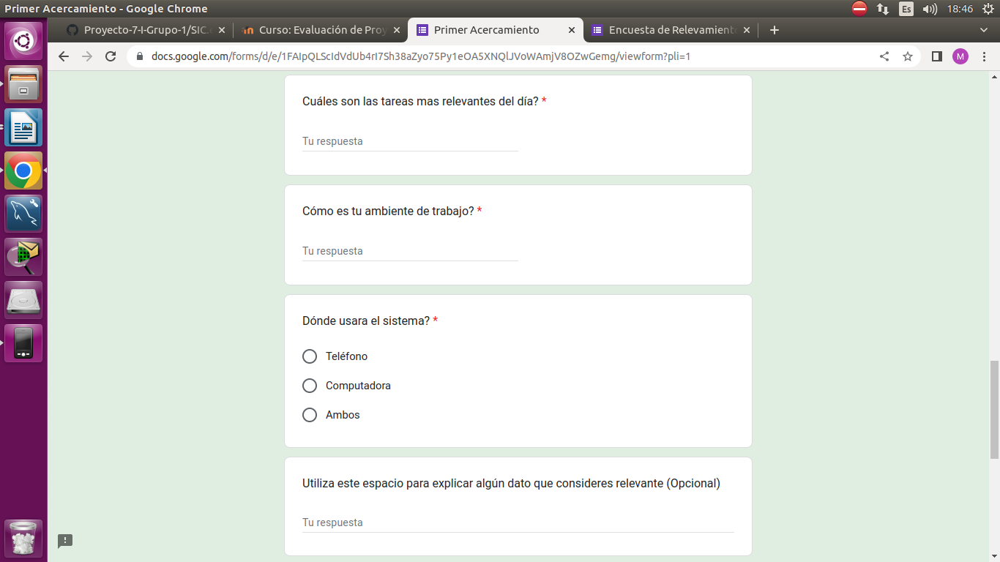 Primer Acercamiento - Google Chrome
Es
18:46
Proyecto-7-I-Grupo-1/SIC.
Curso: Evaluación de Proy
Primer Acercamiento
Encuesta de Relevamient
docs.google.com/forms/d/e/1FAIpQLScIdVdUb4rI7Sh38aZyo75Py1eOA5XNQlJVoWAmjV8OZwGemg/viewform?pli=1
M
Cuáles son las tareas mas relevantes del día? *
Tu respuesta
Cómo es tu ambiente de trabajo? *
Tu respuesta
Dónde usara el sistema? *
Teléfono
Computadora
Ambos
Utiliza este espacio para explicar algún dato que consideres relevante (Opcional)
Tu respuesta